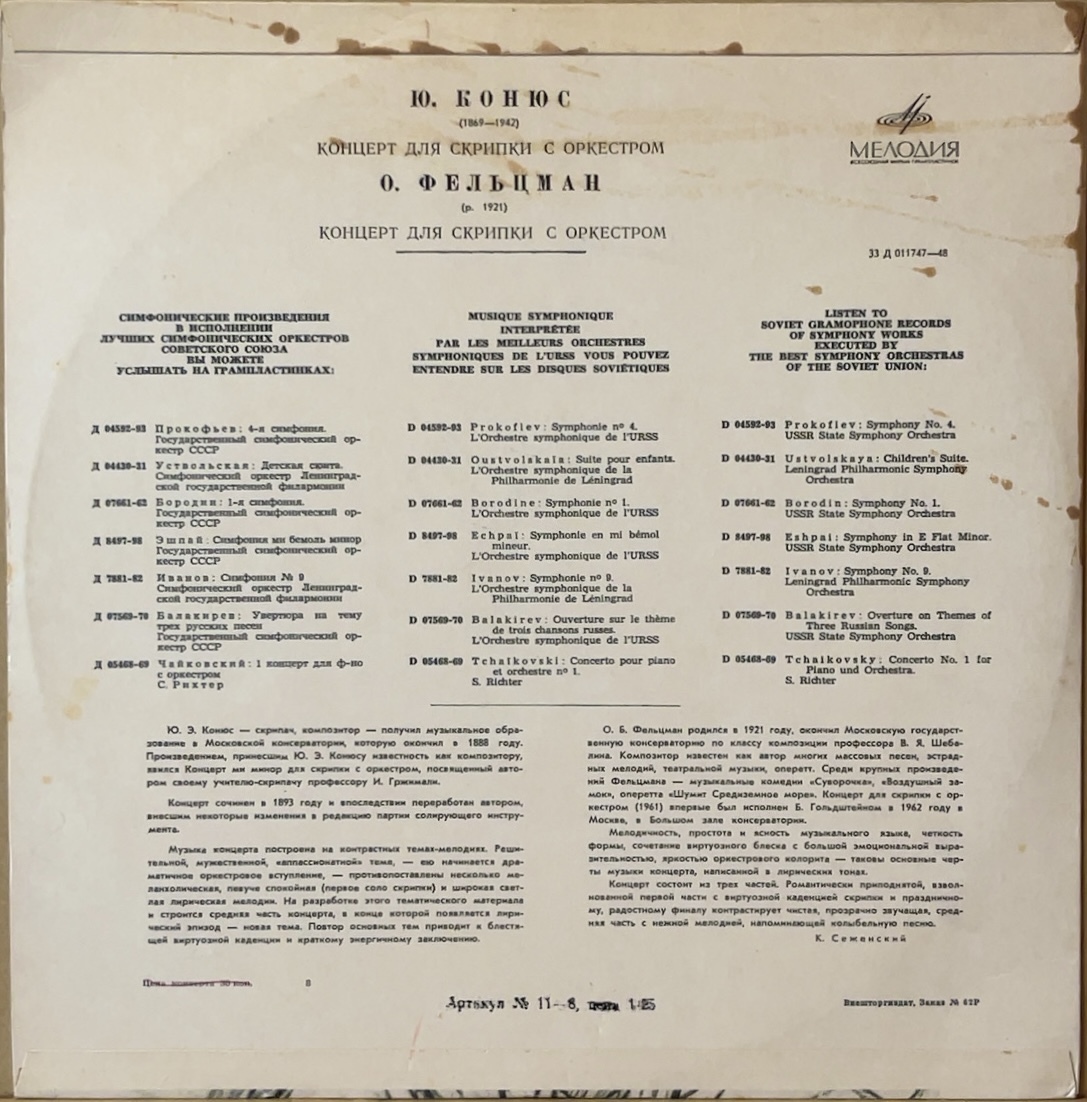 Ю. КОНЮС
(1869—1942)
КОНЦЕРТ ДЛЯ СКРИПКИ С ОРКЕСТРОМ
О. ФЕЛЬЦМАН
(р. 1921)
КОНЦЕРТ ДЛЯ СКРИПКИ С ОРКЕСТРОМ
МЕЛОДИЯ
ВСЕСОЮЗНАЯ ФИРМА ГРАМПЛАСТИНОК
33 Д 011747—48
СИМФОНИЧЕСКИЕ ПРОИЗВЕДЕНИЯ
В ИСПОЛНЕНИИ
ЛУЧШИХ СИМФОНИЧЕСКИХ ОРКЕСТРОВ
СОВЕТСКОГО СОЮЗА
ВЫ МОЖЕТЕ
УСЛЫШАТЬ НА ГРАМПЛАСТИНКАХ:
Д 04592-93 Прокофьев: 4-я симфония.
Государственный симфонический ор-
кестр СССР
Д 04430-31 Уствольская: Детская сюита.
Симфонический оркестр Ленинград-
ской государственной филармонии
Д 07661-62 Бородин: 1-я симфония.
Государственный симфонический ор-
кестр СССР
Д 8497-98 Эшпай: Симфония ми бемоль минор
Государственный симфонический ор-
кестр СССР
Д 7881-82 Иванов: Симфония № 9
Симфонический оркестр Ленинград-
ской государственной филармонии
Д 07569-70 Балакирев: Увертюра на тему
трех русских песен
Государственный симфонический ор-
кестр СССР
Д 05468-69 Чайковский: 1 концерт для ф-но
с оркестром
С. Рихтер
MUSIQUE SYMPHONIQUE
INTERPRÉTÉE
PAR LES MEILLEURS ORCHESTRES
SYMPHONIQUES DE L'URSS VOUS POUVEZ
ENTENDRE SUR LES DISQUES SOVIÉTIQUES
D 04592-93 Prokofiev: Symphonie nº 4.
L'Orchestre symphonique de l'URSS
D 04430-31 Oustvolskaïa: Suite pour enfants.
L'Orchestre symphonique de la
Philharmonie de Léningrad
D 07661-62 Borodine: Symphonie nº 1.
L'Orchestre symphonique de l'URSS
D 8497-98 Echpaï: Symphonie en mi bémol
mineur.
L'Orchestre symphonique de l'URSS
D 7881-82 Ivanov: Symphonie nº 9.
L'Orchestre symphonique de la
Philharmonie de Léningrad
D 07569-70 Balakirev: Ouverture sur le thème
de trois chansons russes.
L'Orchestre symphonique de l'URSS
D 05468-69 Tchaïkovski: Concerto pour piano
et orchestre nº 1.
S. Richter
LISTEN TO
SOVIET GRAMOPHONE RECORDS
OF SYMPHONY WORKS
EXECUTED BY
THE BEST SYMPHONY ORCHESTRAS
OF THE SOVIET UNION:
D 04592-93 Prokofiev: Symphony No. 4.
USSR State Symphony Orchestra
D 04430-31 Ustvolskaya: Children's Suite.
Leningrad Philharmonic Symphony
Orchestra
D 07661-62 Borodin: Symphony No. 1.
USSR State Symphony Orchestra
D 8497-98 Eshpai: Symphony in E Flat Minor.
USSR State Symphony Orchestra
D 7881-82 Ivanov: Symphony No. 9.
Leningrad Philharmonic Symphony
Orchestra
D 07569-70 Balakirev: Overture on Themes of
Three Russian Songs.
USSR State Symphony Orchestra
D 05468-69 Tchaikovsky: Concerto No. 1 for
Piano und Orchestra.
S. Richter
Ю. Э. Конюс — скрипач, композитор — получил музыкальное обра-
зование в Московской консерватории, которую окончил в 1888 году.
Произведением, принесшим Ю. Э. Конюсу известность как композитору,
явился Концерт ми минор для скрипки с оркестром, посвященный авто-
ром своему учителю-скрипачу профессору И. Гржимали.
Концерт сочинен в 1893 году и впоследствии переработан автором,
внесшим некоторые изменения в редакцию партии солирующего инстру-
мента.
Музыка концерта построена на контрастных темах-мелодиях. Реши-
тельной, мужественной, «аппассионатной» теме, — ею начинается дра-
матичное оркестровое вступление, — противопоставлены несколько ме-
ланхолическая, певуче спокойная (первое соло скрипки) и широкая свет-
лая лирическая мелодии. На разработке этого тематического материала
и строится средняя часть концерта, в конце которой появляется лири-
ческий эпизод — новая тема. Повтор основных тем приводит к блестя-
щей виртуозной каденции и краткому энергичному заключению.
О. Б. Фельцман родился в 1921 году, окончил Московскую государст-
венную консерваторию по классу композиции профессора В. Я. Шеба-
лина. Композитор известен как автор многих массовых песен, эстрад-
ных мелодий, театральной музыки, оперетт. Среди крупных произведе-
ний Фельцмана — музыкальные комедии «Суворочка», «Воздушный за-
мок», оперетта «Шумит Средиземное море». Концерт для скрипки с ор-
кестром (1961) впервые был исполнен Б. Гольдштейном в 1962 году в
Москве, в Большом зале консерватории.
Мелодичность, простота и ясность музыкального языка, четкость
формы, сочетание виртуозного блеска с большой эмоциональной выра-
зительностью, яркостью оркестрового колорита — таковы основные чер-
ты музыки концерта, написанной в лирических тонах.
Концерт состоит из трех частей. Романтически приподнятой, взвол-
нованной первой части с виртуозной каденцией скрипки и празднично-
му, радостному финалу контрастирует чистая, прозрачно звучащая, сред-
няя часть с нежной мелодией, напоминающей колыбельную песню.
К. Сеженский
Цена конверта 30 коп.
8
Артикул № 11—8, цена 1-25
Внешторгиздат, Заказ № 62Р